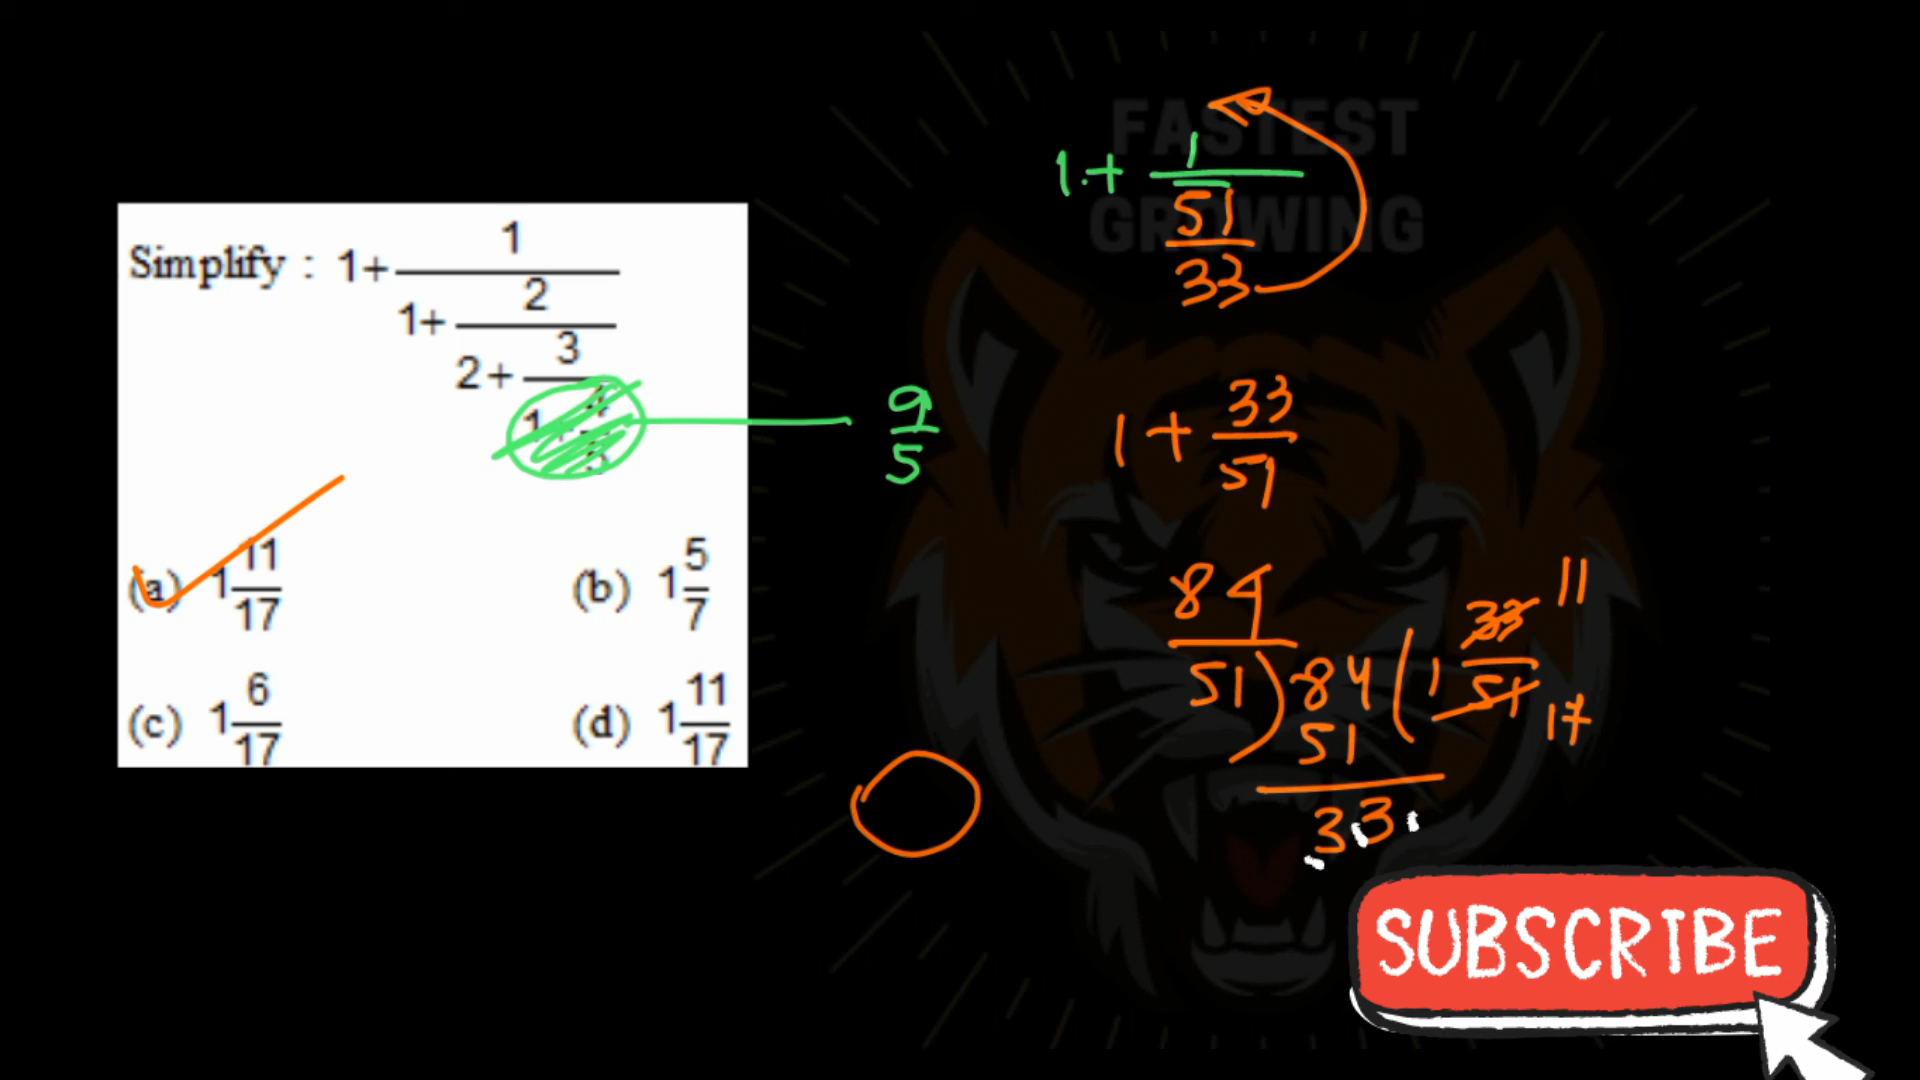 FASTEST
GROWING
Simplify : 1+
1
1+
2
2+
3
1
(a) 1 11/17
(b) 1 5/7
(c) 1 6/17
(d) 1 11/17
9
5
1+
1
51
33
1 + 33/51
84
51 ) 84 ( 1 33/51 11
17
51
33
SUBSCRIBE